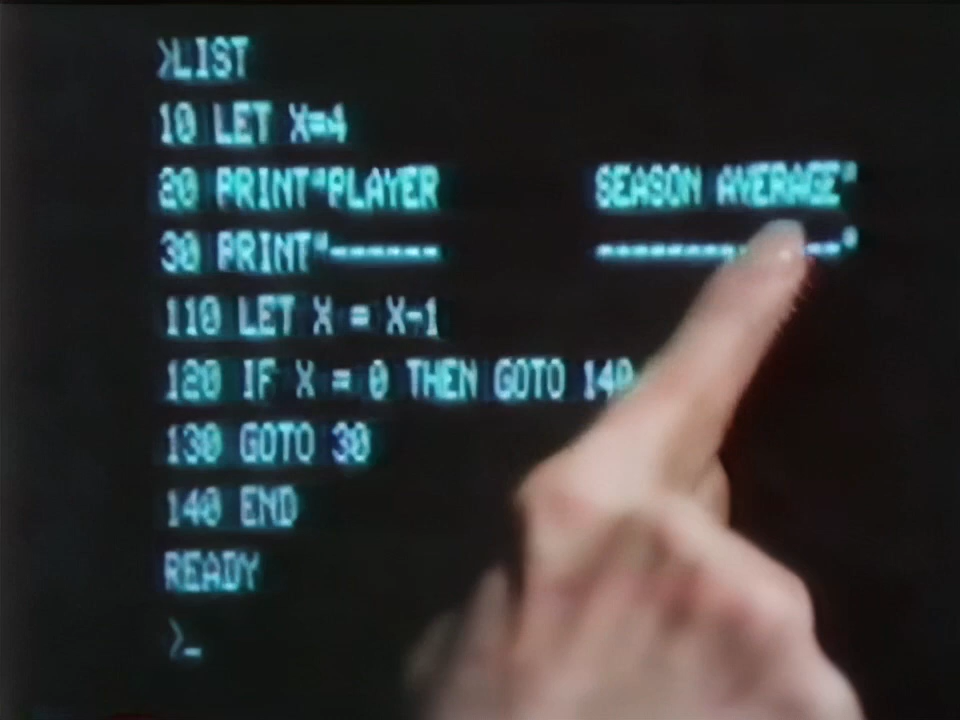 >LIST
10 LET X=4
20 PRINT"PLAYER SEASON AVERAGE"
30 PRINT"------ --------------"
110 LET X = X-1
120 IF X = 0 THEN GOTO 140
130 GOTO 30
140 END
READY
>_